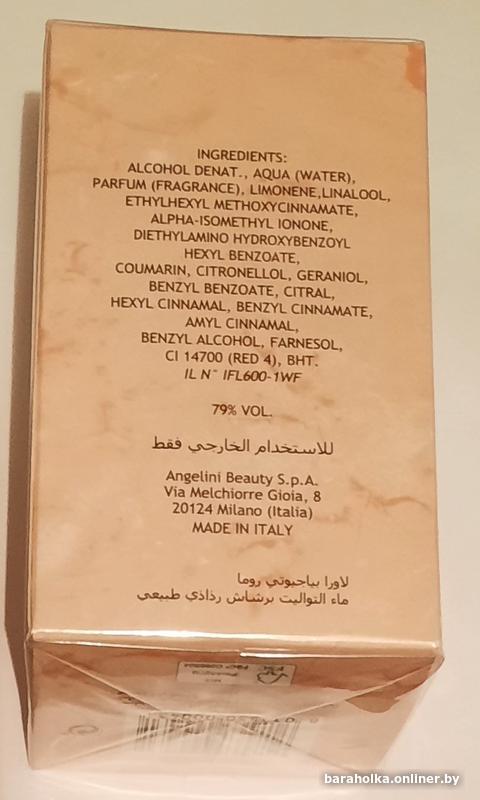 INGREDIENTS:
ALCOHOL DENAT., AQUA (WATER),
PARFUM (FRAGRANCE), LIMONENE,LINALOOL,
ETHYLHEXYL METHOXYCINNAMATE,
ALPHA-ISOMETHYL IONONE,
DIETHYLAMINO HYDROXYBENZOYL
HEXYL BENZOATE,
COUMARIN, CITRONELLOL, GERANIOL,
BENZYL BENZOATE, CITRAL,
HEXYL CINNAMAL, BENZYL CINNAMATE,
AMYL CINNAMAL,
BENZYL ALCOHOL, FARNESOL,
CI 14700 (RED 4), BHT.
IL N° IFL600-1WF
79% VOL.
للاستخدام الخارجي فقط
Angelini Beauty S.p.A.
Via Melchiorre Gioia, 8
20124 Milano (Italia)
MADE IN ITALY
لاورا بياجيوتي روما
ماء التواليت برشاش رذاذي طبيعي
baraholka.onliner.by